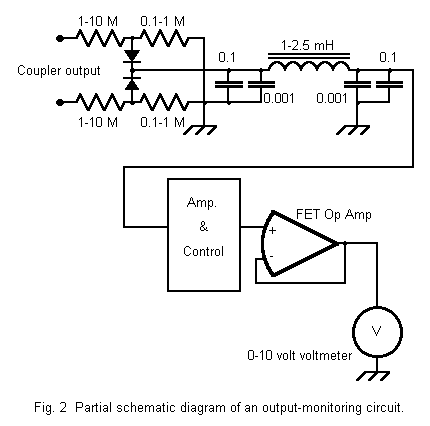 1-10 M 0.1-1 M
Coupler output
1-10 M 0.1-1 M
0.1 1-2.5 mH 0.1
0.001 0.001
Amp.
&
Control
FET Op Amp
+
-
V
0-10 volt voltmeter
Fig. 2 Partial schematic diagram of an output-monitoring circuit.